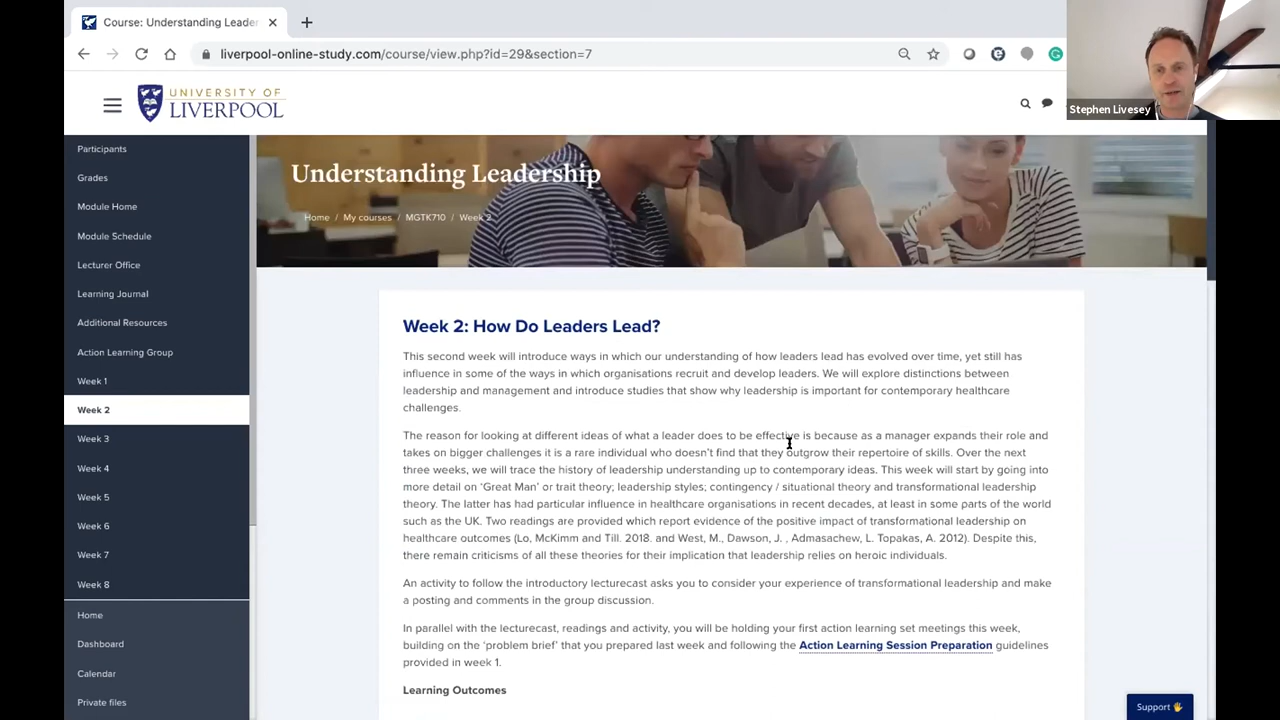 Course: Understanding Leader
liverpool-online-study.com/course/view.php?id=29&section=7
Stephen Livesey
UNIVERSITY OF
LIVERPOOL
Participants
Grades
Module Home
Module Schedule
Lecturer Office
Learning Journal
Additional Resources
Action Learning Group
Week 1
Week 2
Week 3
Week 4
Week 5
Week 6
Week 7
Week 8
Home
Dashboard
Calendar
Private files
Understanding Leadership
Home / My courses / MGTK710 / Week 2
Week 2: How Do Leaders Lead?
This second week will introduce ways in which our understanding of how leaders lead has evolved over time, yet still has
influence in some of the ways in which organisations recruit and develop leaders. We will explore distinctions between
leadership and management and introduce studies that show why leadership is important for contemporary healthcare
challenges.
The reason for looking at different ideas of what a leader does to be effective is because as a manager expands their role and
takes on bigger challenges it is a rare individual who doesn't find that they outgrow their repertoire of skills. Over the next
three weeks, we will trace the history of leadership understanding up to contemporary ideas. This week will start by going into
more detail on 'Great Man' or trait theory; leadership styles; contingency / situational theory and transformational leadership
theory. The latter has had particular influence in healthcare organisations in recent decades, at least in some parts of the world
such as the UK. Two readings are provided which report evidence of the positive impact of transformational leadership on
healthcare outcomes (Lo, McKimm and Till. 2018. and West, M., Dawson, J. , Admasachew, L. Topakas, A. 2012). Despite this,
there remain criticisms of all these theories for their implication that leadership relies on heroic individuals.
An activity to follow the introductory lecturecast asks you to consider your experience of transformational leadership and make
a posting and comments in the group discussion.
In parallel with the lecturecast, readings and activity, you will be holding your first action learning set meetings this week,
building on the 'problem brief' that you prepared last week and following the Action Learning Session Preparation guidelines
provided in week 1.
Learning Outcomes
Support